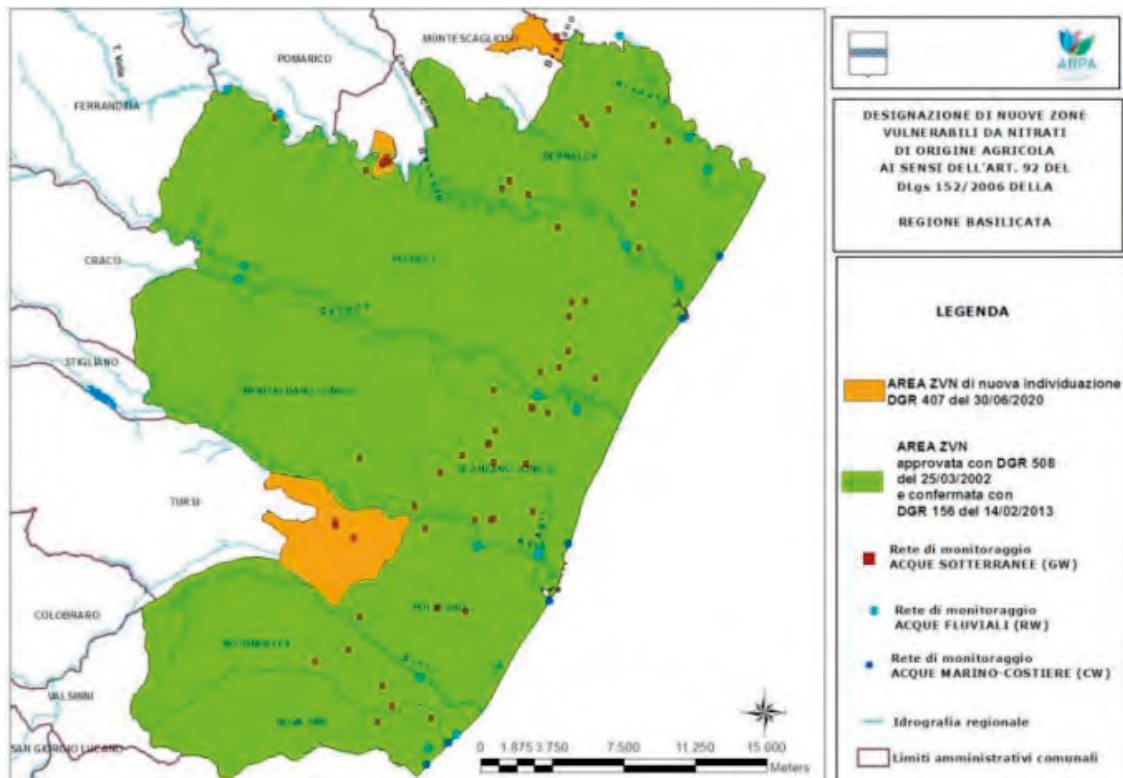 MONTESCAGLIOSO
POMARICO
FERRANDINA
BERNALDA
CRACO
PISTICCI
STIGLIANO
MONTALBANO JONICO
SCANZANO JONICO
TURSI
COLOBRARO
POLICORO
ROTONDELLA
VALSINNI
SAN GIORGIO LUCANO
0 1.875 3.750 7.500 11.250 15.000
Meters
ARPA
DESIGNAZIONE DI NUOVE ZONE
VULNERABILI DA NITRATI
DI ORIGINE AGRICOLA
AI SENSI DELL'ART. 92 DEL
DLgs 152/2006 DELLA
REGIONE BASILICATA
LEGENDA
AREA ZVN di nuova individuazione
DGR 407 del 30/06/2020
AREA ZVN
approvata con DGR 508
del 25/03/2002
e confermata con
DGR 156 del 14/02/2013
Rete di monitoraggio
ACQUE SOTTERRANEE (GW)
Rete di monitoraggio
ACQUE FLUVIALI (RW)
Rete di monitoraggio
ACQUE MARINO-COSTIERE (CW)
Idrografia regionale
Limiti amministrativi comunali